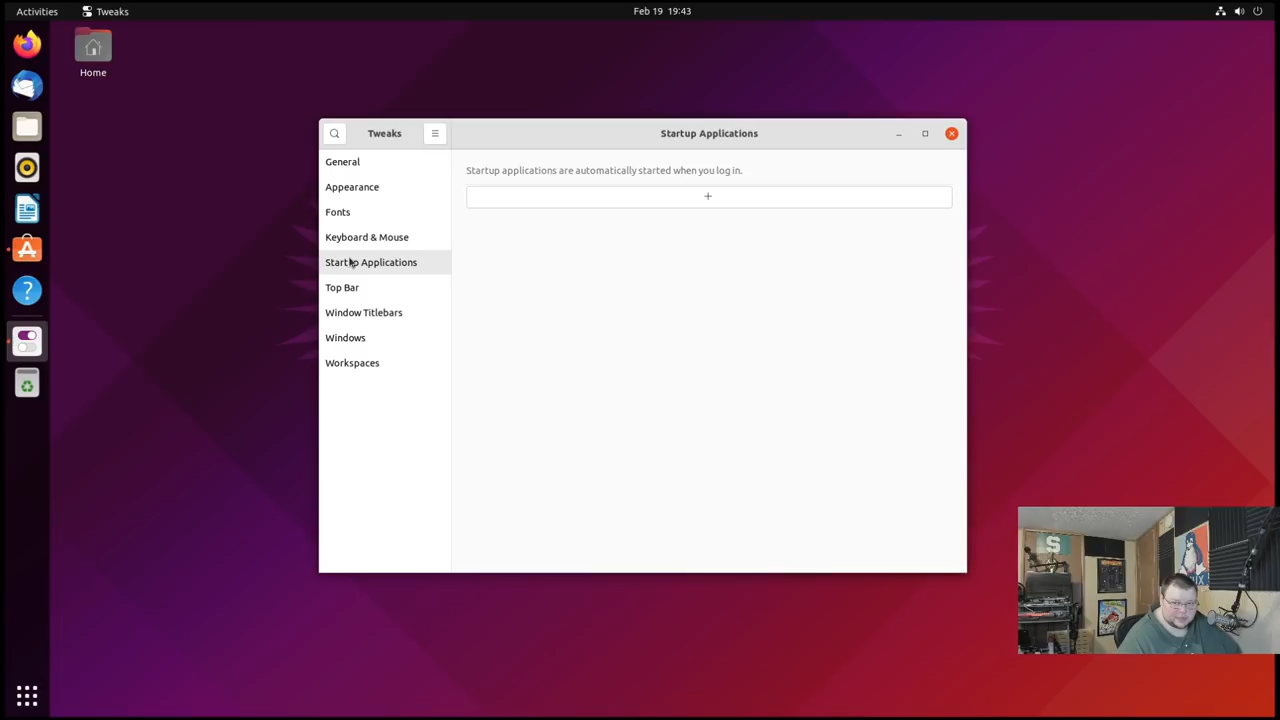 Activities
Tweaks
Feb 19 19:43
Home
Tweaks
Startup Applications
General
Appearance
Fonts
Keyboard & Mouse
Startup Applications
Top Bar
Window Titlebars
Windows
Workspaces
Startup applications are automatically started when you log in.
+
?
S